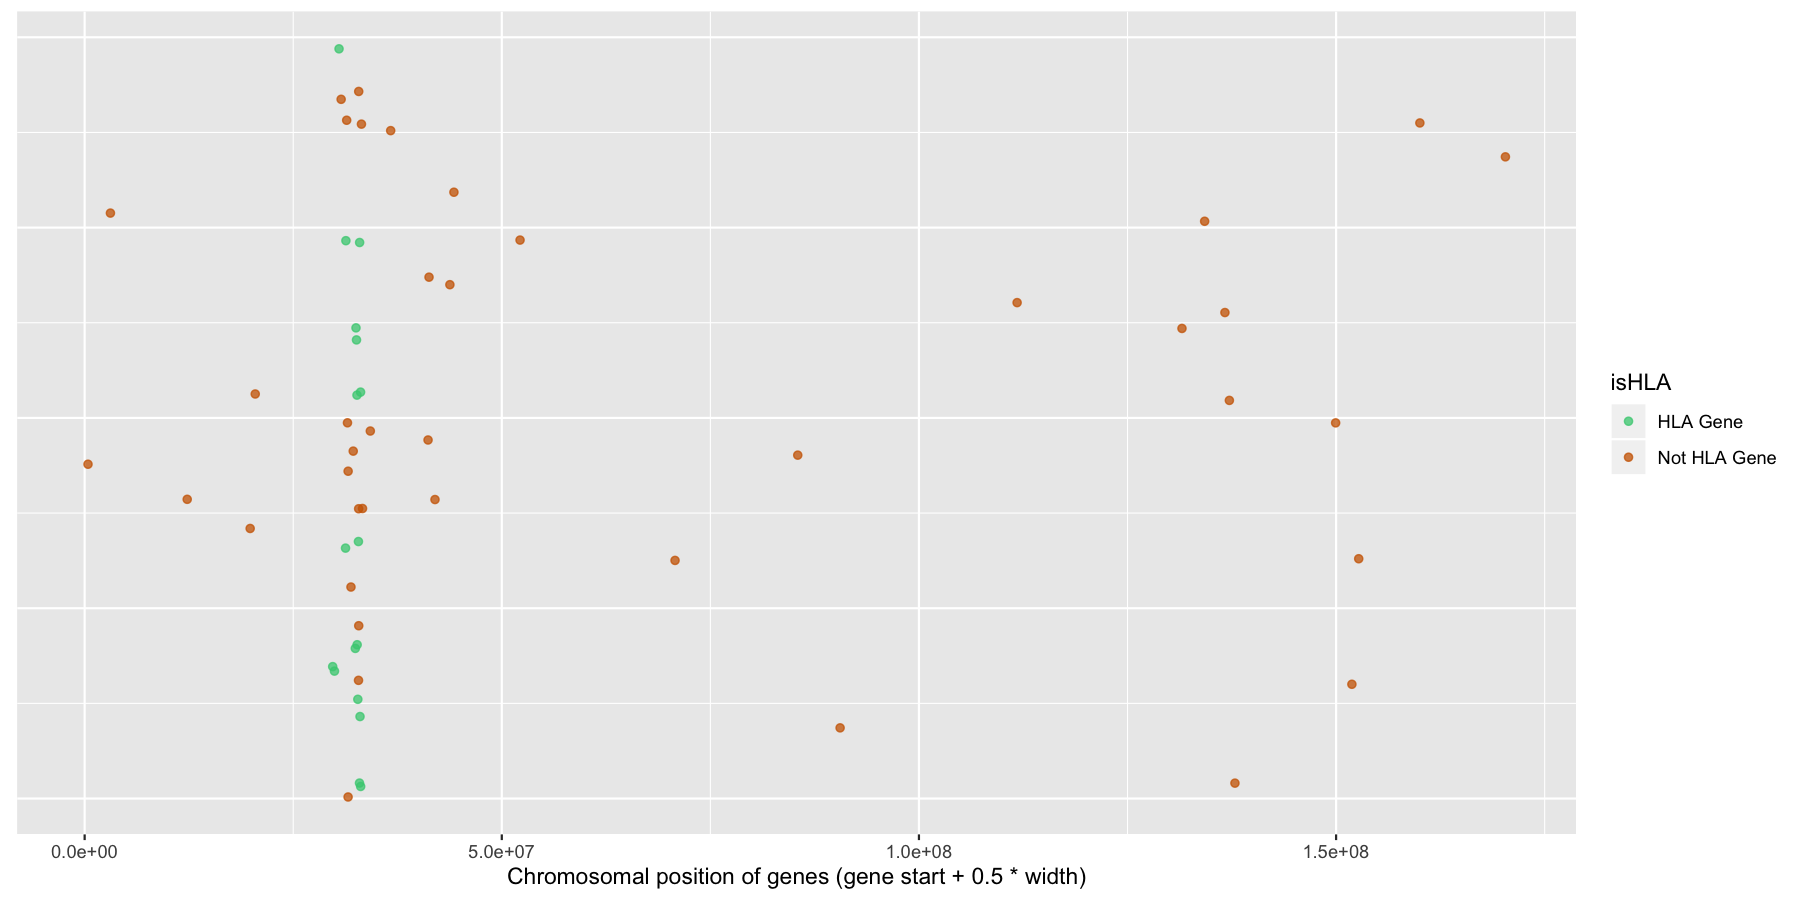 isHLA
HLA Gene
Not HLA Gene
0.0e+00 5.0e+07 1.0e+08 1.5e+08
Chromosomal position of genes (gene start + 0.5 * width)